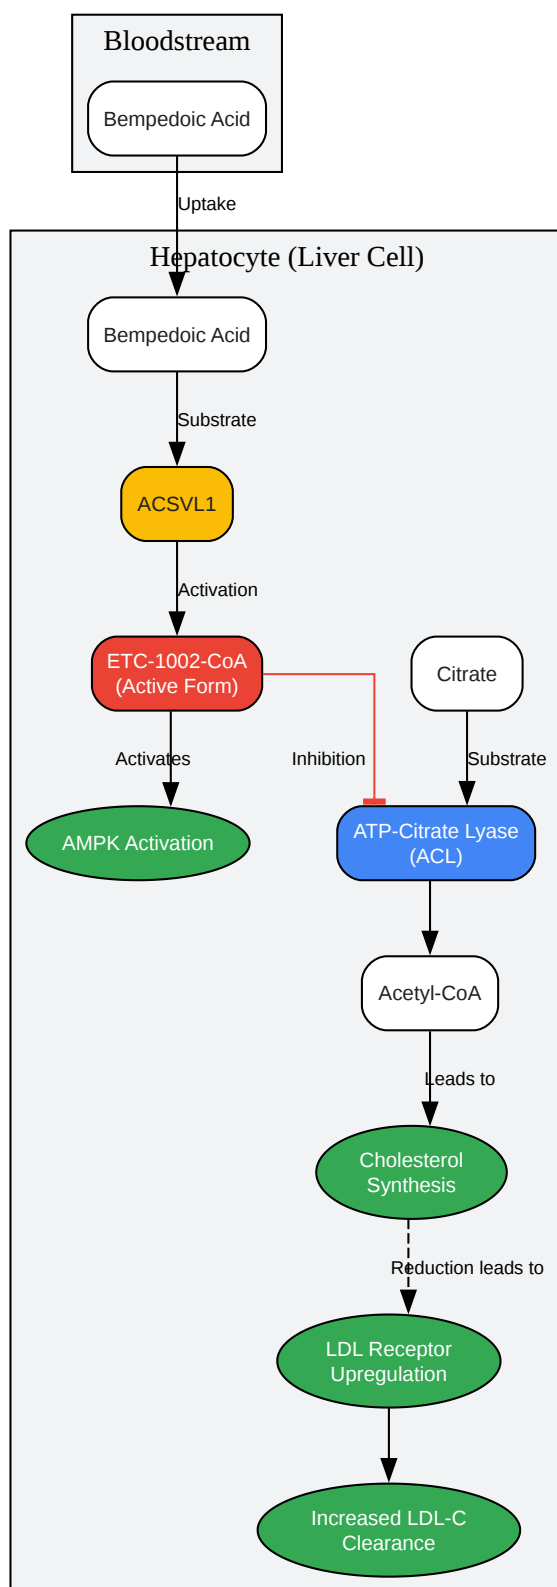 Bloodstream
Bempedoic Acid
Uptake
Hepatocyte (Liver Cell)
Bempedoic Acid
Substrate
ACSVL1
Activation
ETC-1002-CoA
(Active Form)
Citrate
Activates
Inhibition
Substrate
AMPK Activation
ATP-Citrate Lyase
(ACL)
Acetyl-CoA
Leads to
Cholesterol
Synthesis
Reduction leads to
LDL Receptor
Upregulation
Increased LDL-C
Clearance